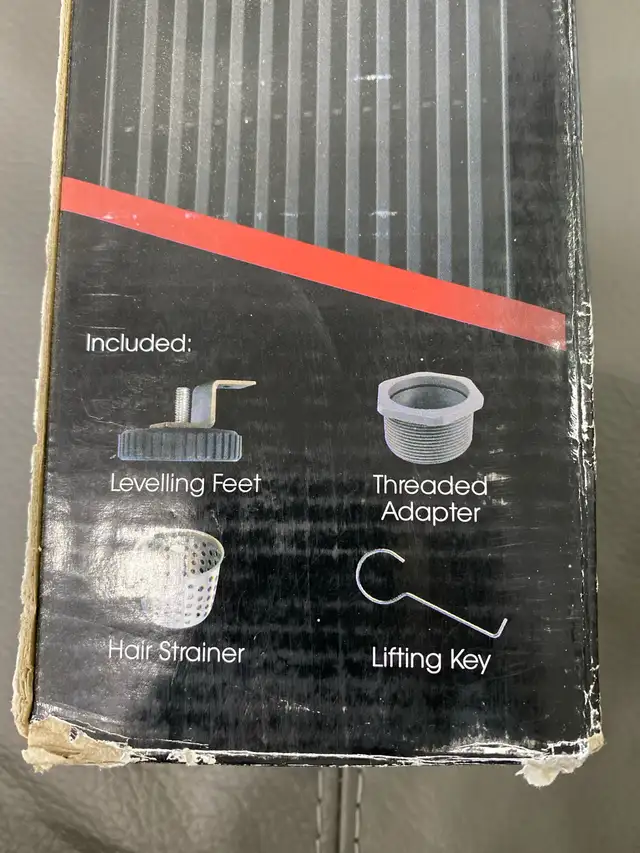 Included:
Levelling Feet
Threaded
Adapter
Hair Strainer
Lifting Key